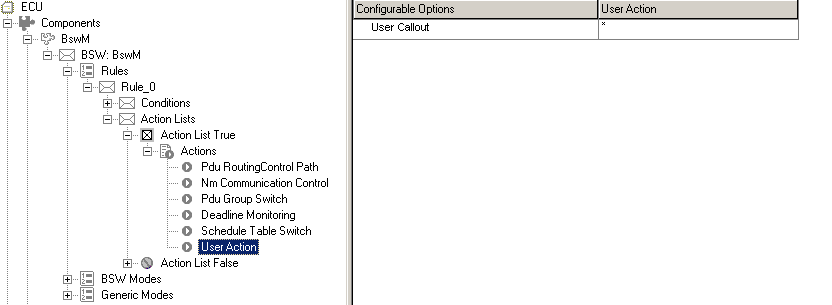 ECU
Components
BswM
BSW: BswM
Rules
Rule_0
Conditions
Action Lists
Action List True
Actions
Pdu RoutingControl Path
Nm Communication Control
Pdu Group Switch
Deadline Monitoring
Schedule Table Switch
User Action
Action List False
BSW Modes
Generic Modes
Configurable Options User Action
User Callout *